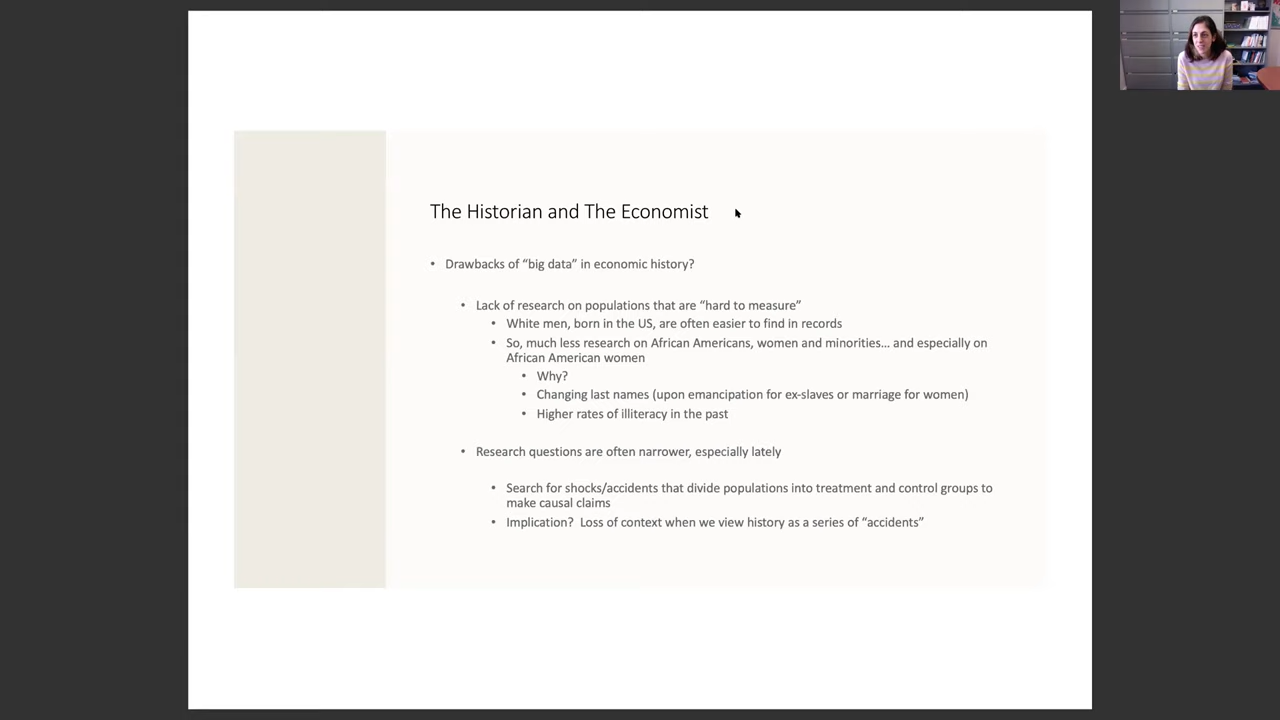 The Historian and The Economist
• Drawbacks of “big data” in economic history?
• Lack of research on populations that are “hard to measure”
• White men, born in the US, are often easier to find in records
• So, much less research on African Americans, women and minorities… and especially on
African American women
• Why?
• Changing last names (upon emancipation for ex-slaves or marriage for women)
• Higher rates of illiteracy in the past
• Research questions are often narrower, especially lately
• Search for shocks/accidents that divide populations into treatment and control groups to
make causal claims
• Implication? Loss of context when we view history as a series of “accidents”